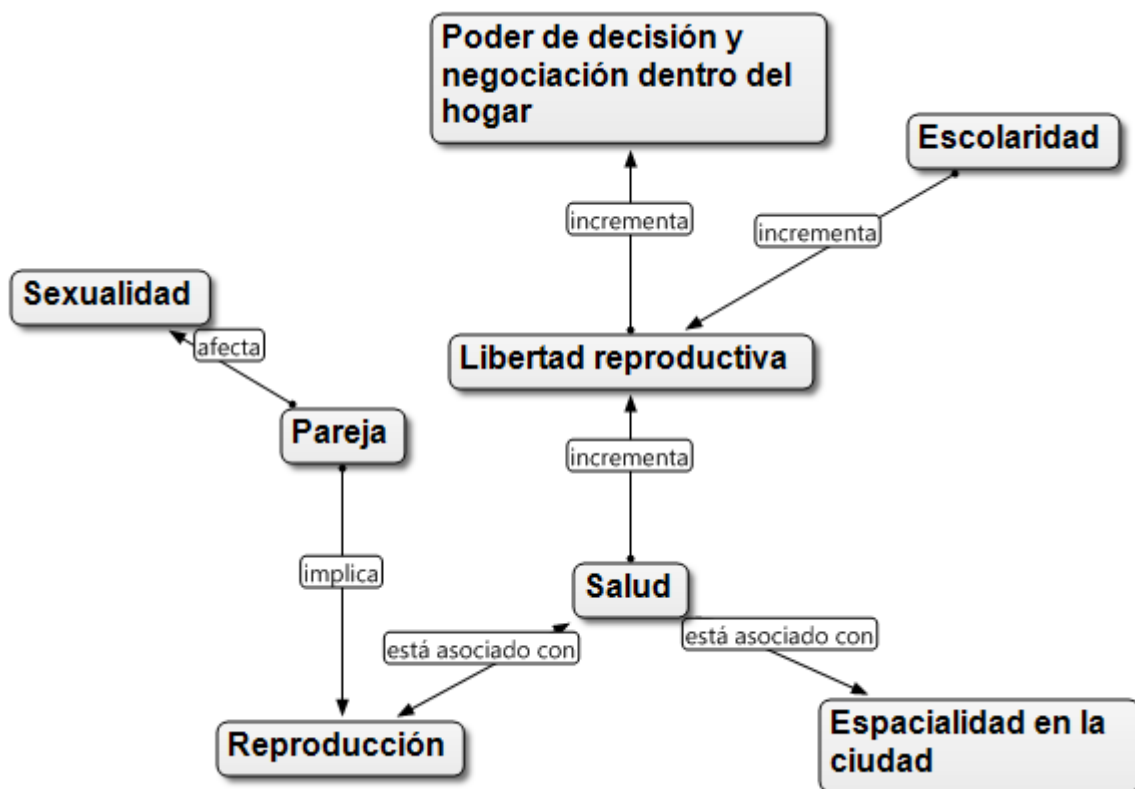 Poder de decisión y
negociación dentro del
hogar
Escolaridad
incrementa
incrementa
Sexualidad
afecta
Libertad reproductiva
Pareja
incrementa
implica
Salud
está asociado con
está asociado con
Reproducción
Espacialidad en la
ciudad